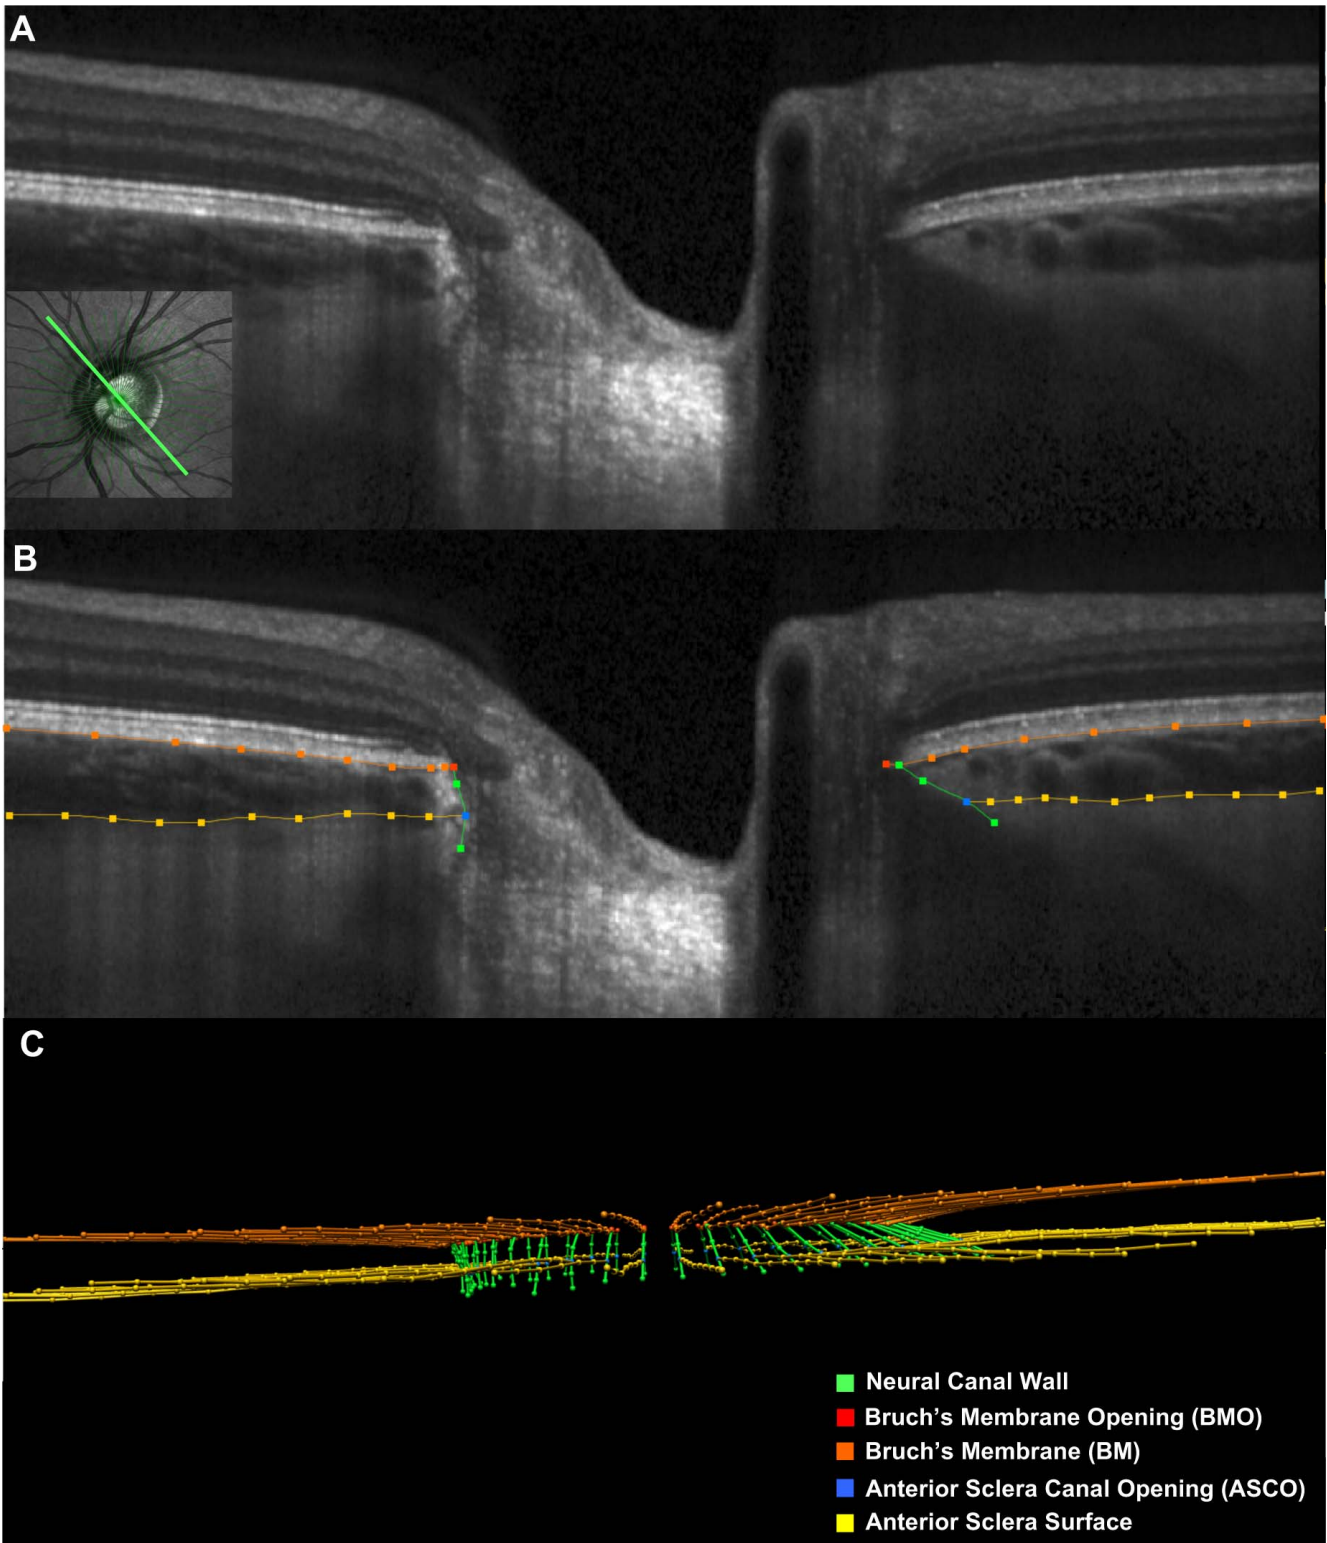 A
B
C
Neural Canal Wall
Bruch's Membrane Opening (BMO)
Bruch's Membrane (BM)
Anterior Sclera Canal Opening (ASCO)
Anterior Sclera Surface